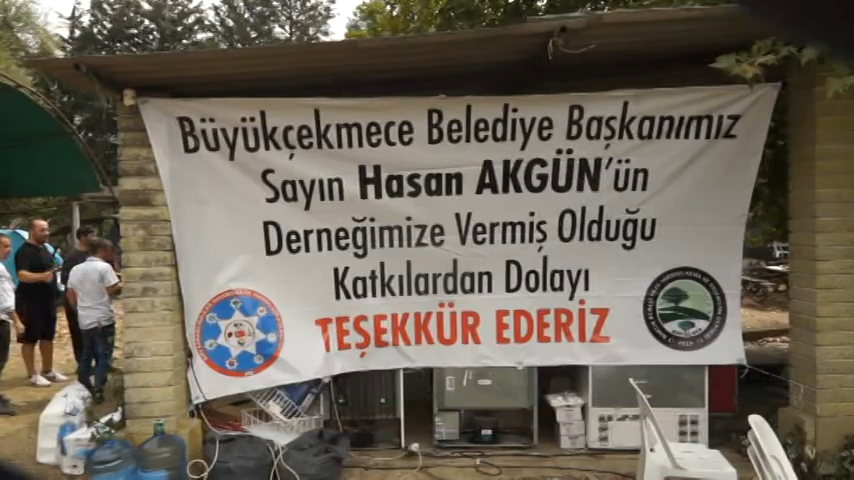 Büyükçekmece Belediye Başkanımız
Sayın Hasan AKGÜN'ün
Derneğimize Vermiş Olduğu
Katkılardan Dolayı
TEŞEKKÜR EDERİZ